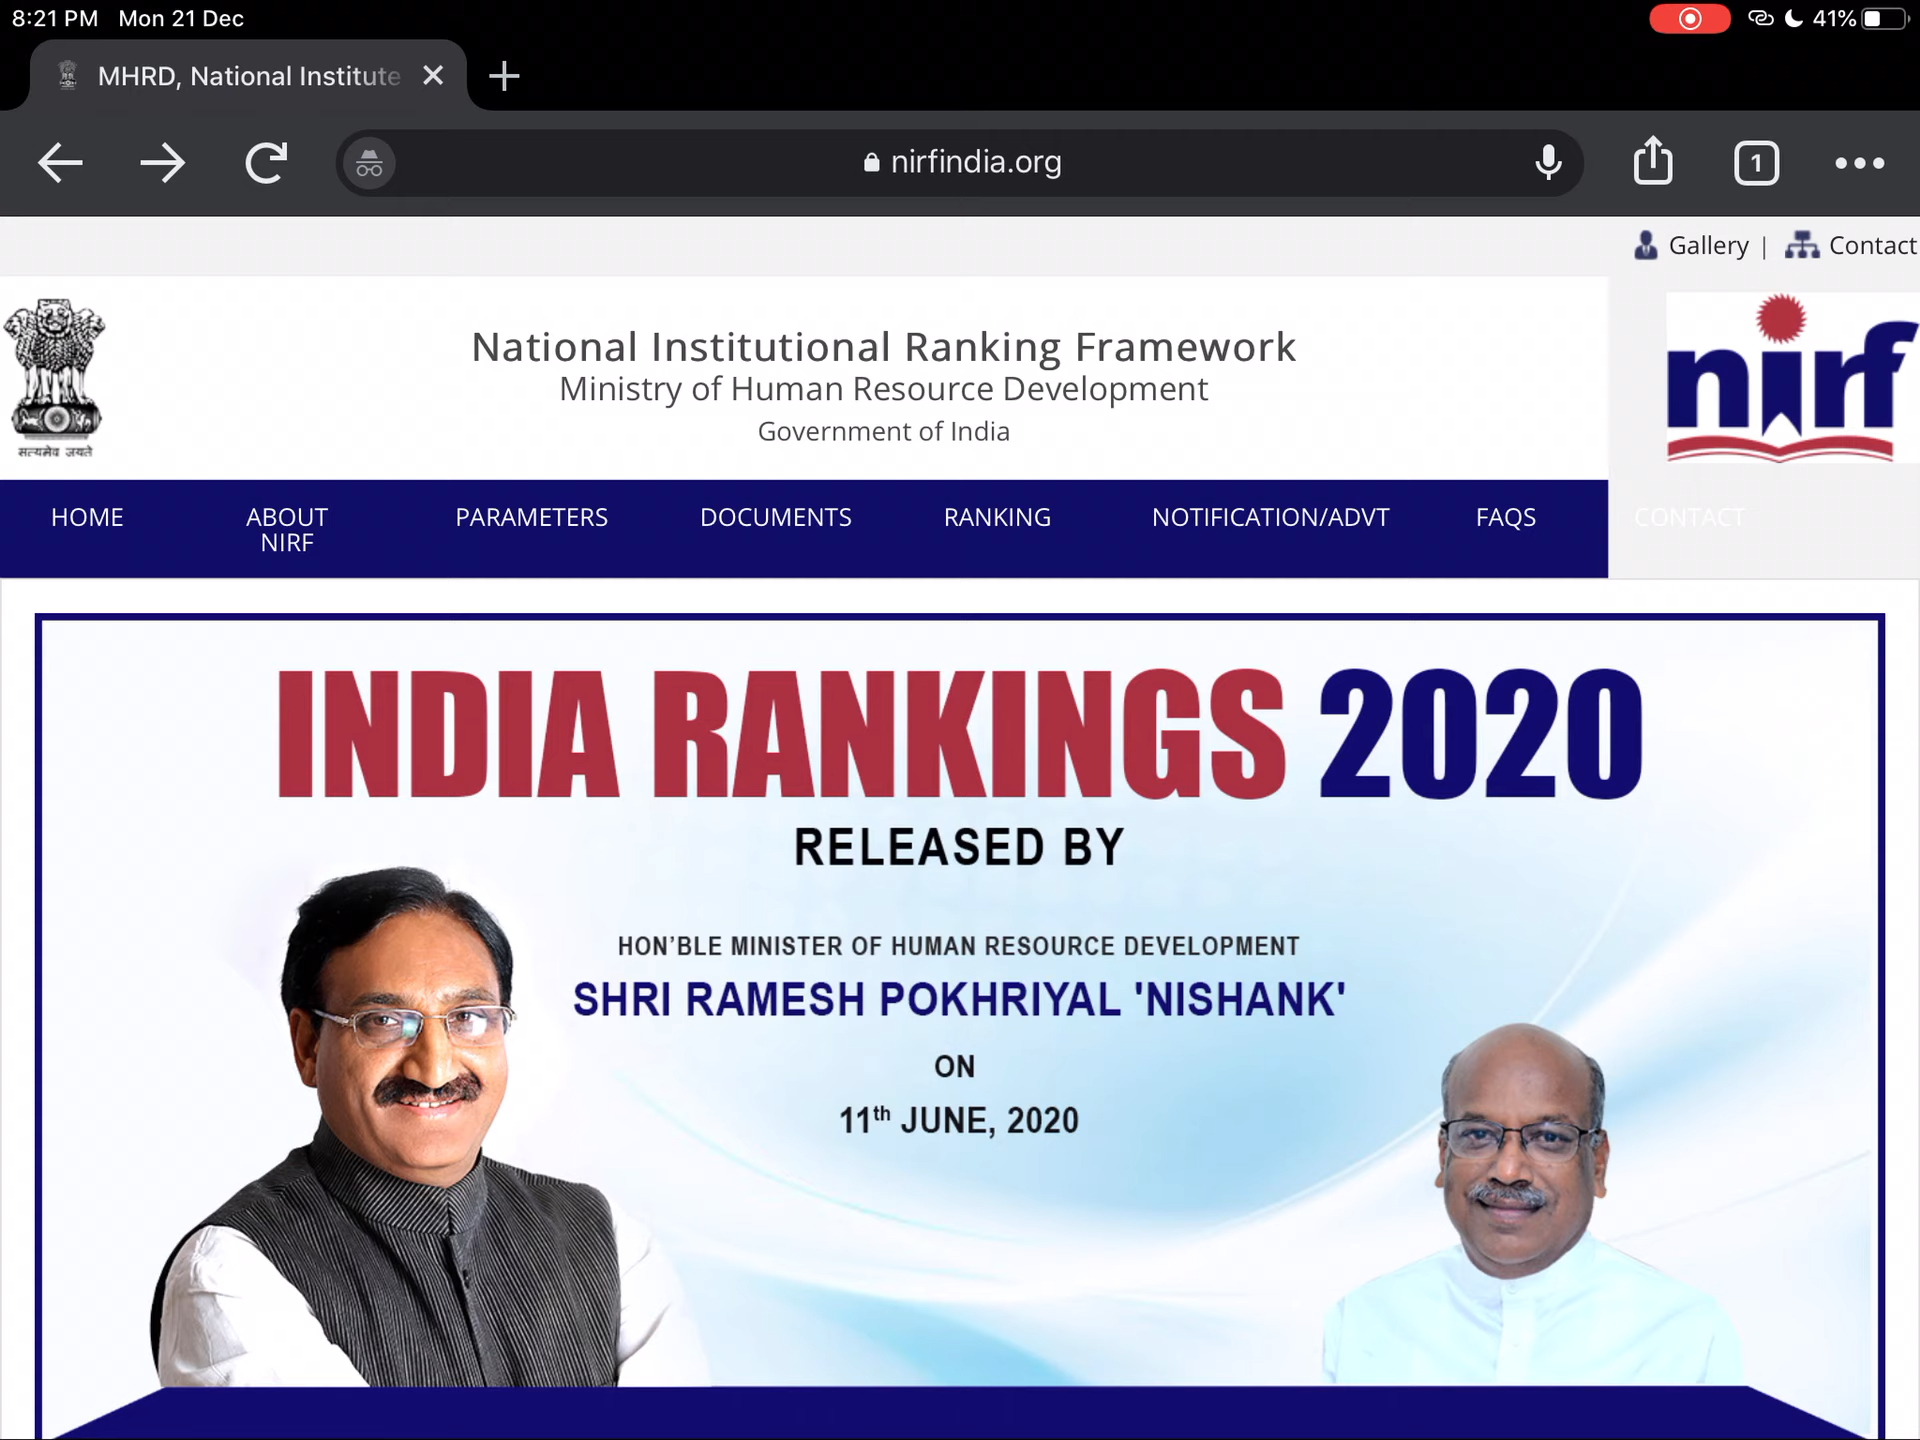 8:21 PM Mon 21 Dec
41%
MHRD, National Institute
nirfindia.org
1
Gallery | Contact
सत्यमेव जयते
National Institutional Ranking Framework
Ministry of Human Resource Development
Government of India
nirf
HOME ABOUT NIRF PARAMETERS DOCUMENTS RANKING NOTIFICATION/ADVT FAQS CONTACT
INDIA RANKINGS 2020
RELEASED BY
HON'BLE MINISTER OF HUMAN RESOURCE DEVELOPMENT
SHRI RAMESH POKHRIYAL 'NISHANK'
ON
11th JUNE, 2020